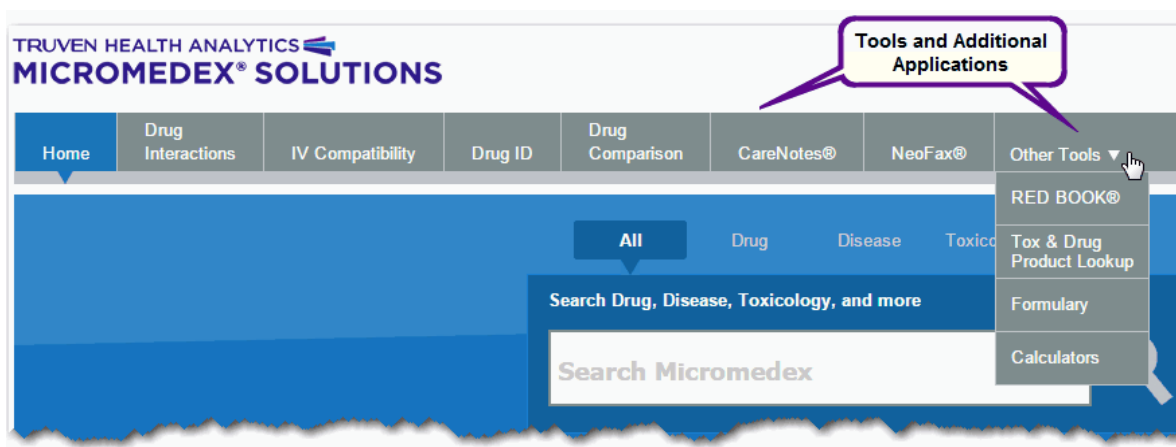 TRUVEN HEALTH ANALYTICS
MICROMEDEX® SOLUTIONS
Tools and Additional
Applications
Home
Drug
Interactions
IV Compatibility
Drug ID
Drug
Comparison
CareNotes®
NeoFax®
Other Tools ▼
RED BOOK®
Tox & Drug
Product Lookup
Formulary
Calculators
All
Drug
Disease
Search Drug, Disease, Toxicology, and more
Search Micromedex